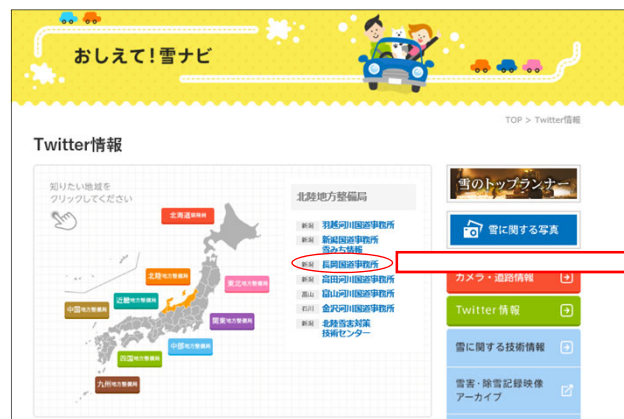 おしえて!雪ナビ
TOP > Twitter情報
Twitter情報
知りたい地域を
クリックしてください
北海道開発局
北陸地方整備局
東北地方整備局
近畿地方整備局
中国地方整備局
関東地方整備局
中部地方整備局
四国地方整備局
九州地方整備局
北陸地方整備局
新潟 羽越河川国道事務所
新潟 新潟国道事務所
雪みち情報
新潟 長岡国道事務所
新潟 高田河川国道事務所
富山 富山河川国道事務所
石川 金沢河川国道事務所
新潟 北陸雪害対策
技術センター
雪のトップランナー
雪に関する写真
カメラ・道路情報
Twitter情報
雪に関する技術情報
雪害・除雪記録映像
アーカイブ